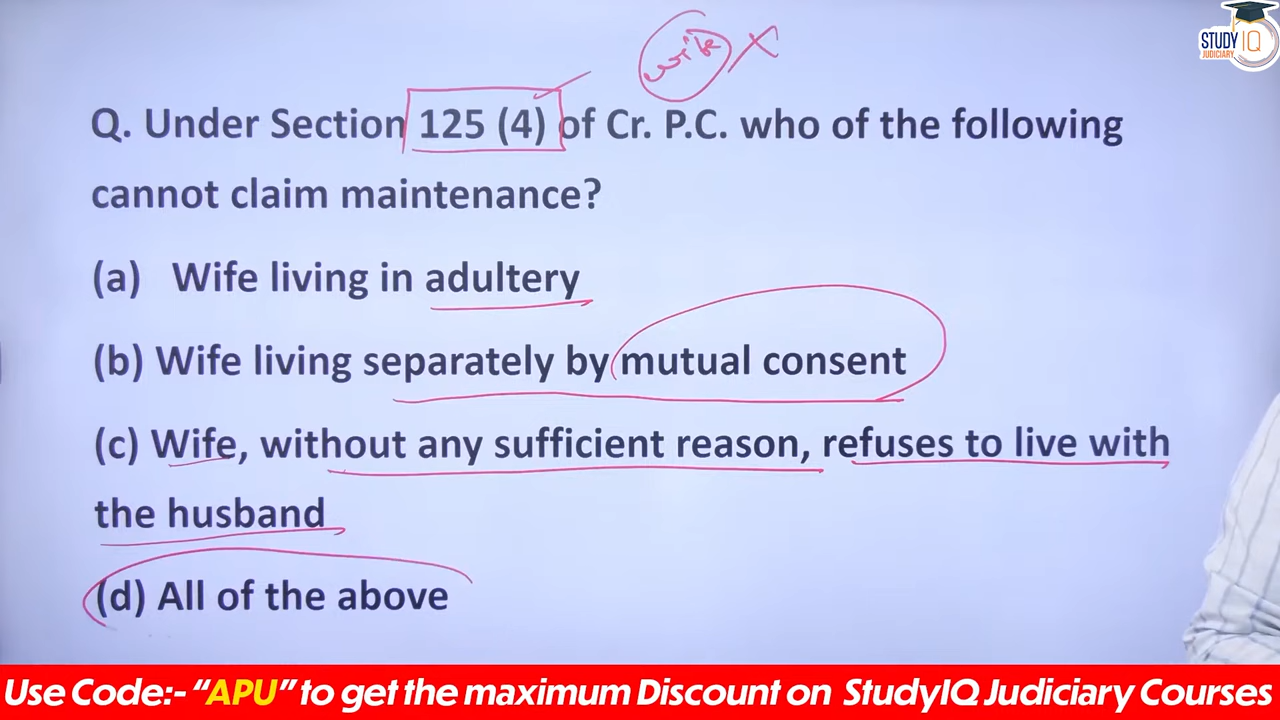 STUDY IQ
JUDICIARY
wife
Q. Under Section 125 (4) of Cr. P.C. who of the following
cannot claim maintenance?
(a) Wife living in adultery
(b) Wife living separately by mutual consent
(c) Wife, without any sufficient reason, refuses to live with
the husband
(d) All of the above
Use Code:- “APU” to get the maximum Discount on StudyIQ Judiciary Courses